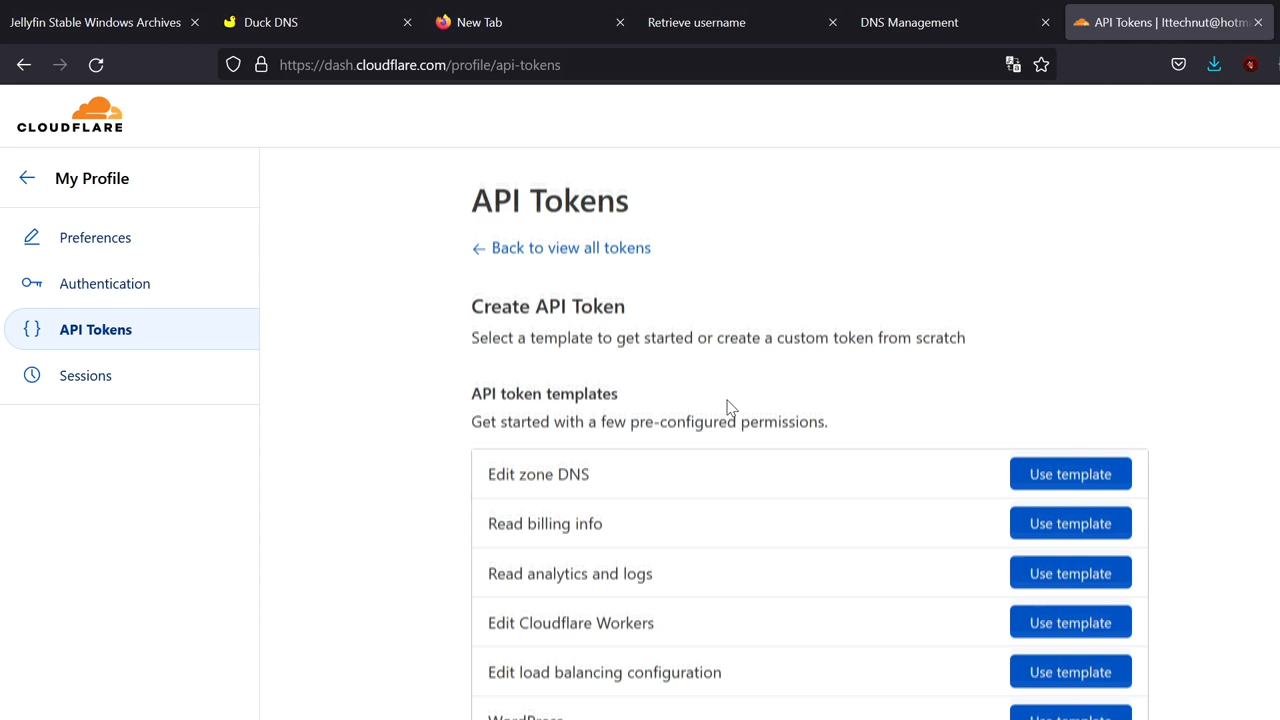 Jellyfin Stable Windows Archives
Duck DNS
New Tab
Retrieve username
DNS Management
API Tokens | Ittechnut@hotm
https://dash.cloudflare.com/profile/api-tokens
CLOUDFLARE
My Profile
Preferences
Authentication
API Tokens
Sessions
API Tokens
← Back to view all tokens
Create API Token
Select a template to get started or create a custom token from scratch
API token templates
Get started with a few pre-configured permissions.
Edit zone DNS Use template
Read billing info Use template
Read analytics and logs Use template
Edit Cloudflare Workers Use template
Edit load balancing configuration Use template
WordPress Use template